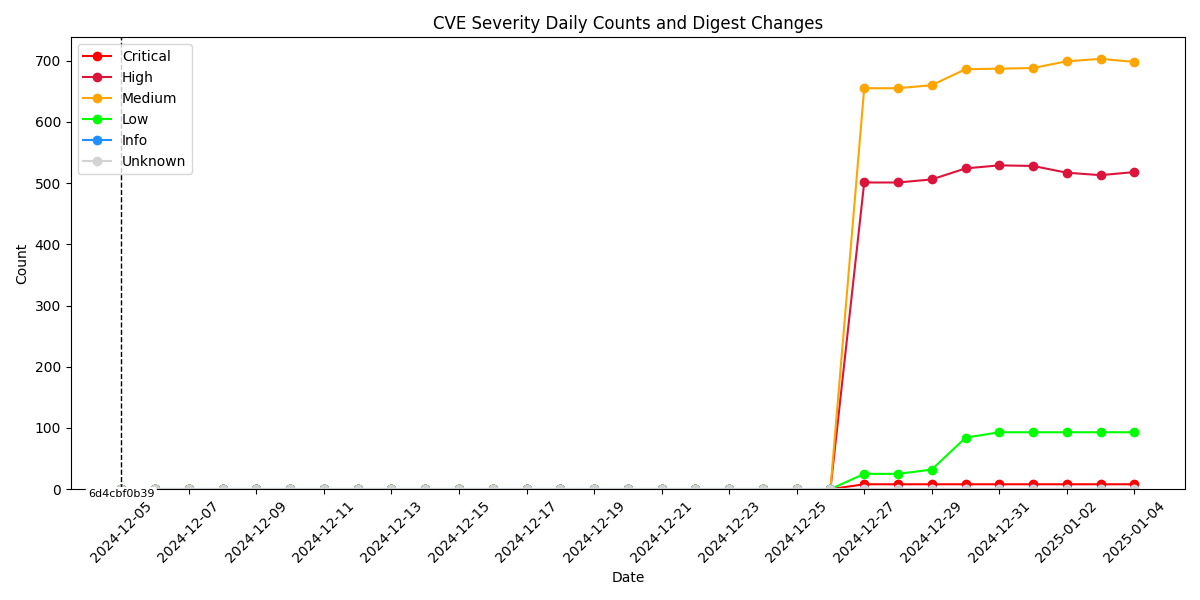 CVE Severity Daily Counts and Digest Changes
Critical
High
Medium
Low
Info
Unknown
700
600
500
400
300
200
100
0
Count
6d4cbf0b39
2024-12-05
2024-12-07
2024-12-09
2024-12-11
2024-12-13
2024-12-15
2024-12-17
2024-12-19
2024-12-21
2024-12-23
2024-12-25
2024-12-27
2024-12-29
2024-12-31
2025-01-02
2025-01-04
Date